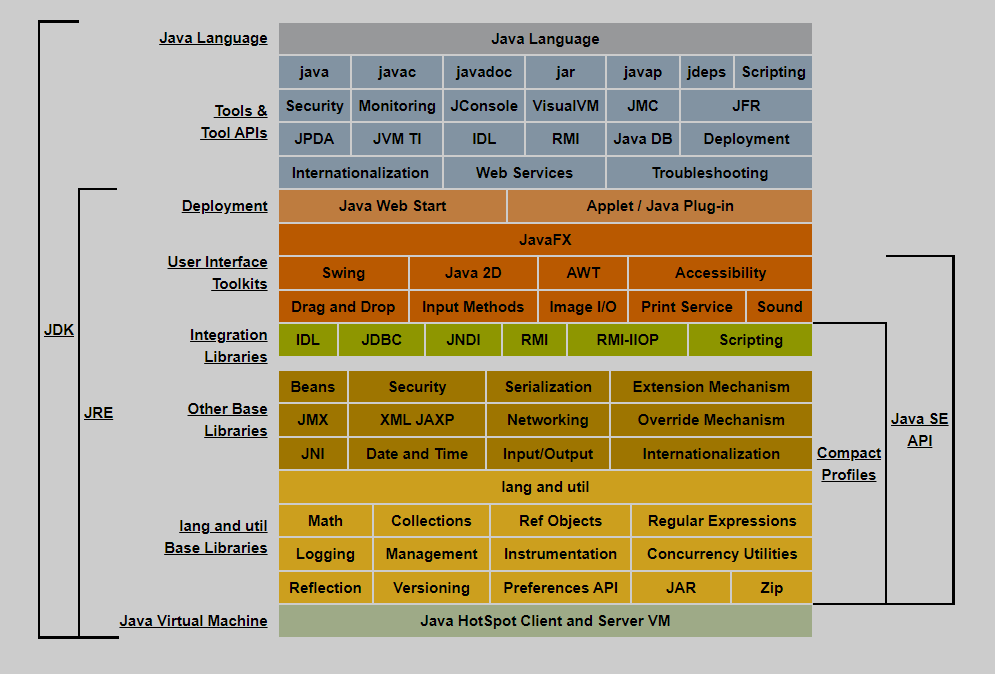 Java Language Java Language
java javac javadoc jar javap jdeps Scripting
Tools &
Tool APIs
Security Monitoring JConsole VisualVM JMC JFR
JPDA JVM TI IDL RMI Java DB Deployment
Internationalization Web Services Troubleshooting
Deployment Java Web Start Applet / Java Plug-in
JavaFX
User Interface
Toolkits
Swing Java 2D AWT Accessibility
Drag and Drop Input Methods Image I/O Print Service Sound
JDK
Integration
Libraries
IDL JDBC JNDI RMI RMI-IIOP Scripting
JRE
Other Base
Libraries
Beans Security Serialization Extension Mechanism
JMX XML JAXP Networking Override Mechanism
JNI Date and Time Input/Output Internationalization
Java SE
API
Compact
Profiles
lang and util
lang and util
Base Libraries
Math Collections Ref Objects Regular Expressions
Logging Management Instrumentation Concurrency Utilities
Reflection Versioning Preferences API JAR Zip
Java Virtual Machine Java HotSpot Client and Server VM